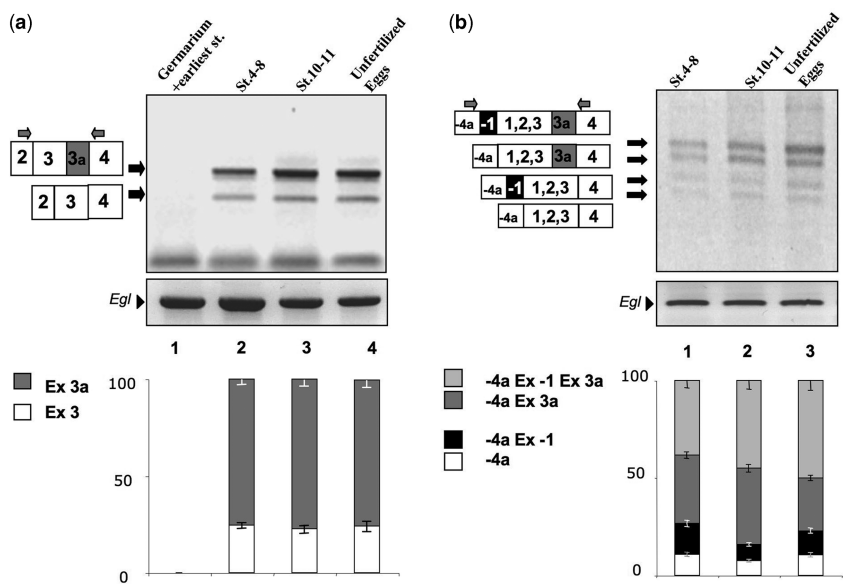 (a)
Germarium
+earliest st.
St.4-8
St.10-11
Unfertilized
Eggs
2 3 3a 4
2 3 4
Egl
1 2 3 4
Ex 3a
Ex 3
100
50
0
(b)
St.4-8
St.10-11
Unfertilized
Eggs
-4a -1 1,2,3 3a 4
-4a 1,2,3 3a 4
-4a -1 1,2,3 4
-4a 1,2,3 4
Egl
1 2 3
-4a Ex -1 Ex 3a
-4a Ex 3a
-4a Ex -1
-4a
100
50
0